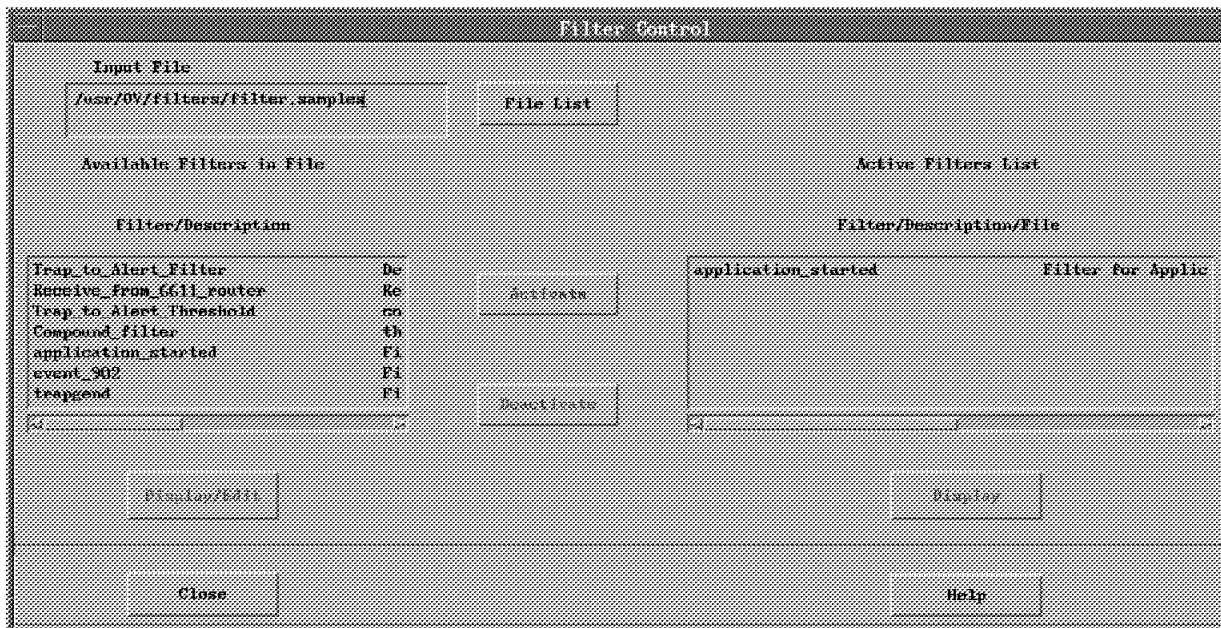 Filter Control
Input File
/usr/OV/filters/filter.samples
File List
Available Filters in File
Active Filters List
Filter/Description
Filter/Description/File
Trap_to_Alert_Filter De
Receive_from_6611_router Re
Trap_to_Alert_Threshold co
Compound_filter th
application_started Fi
event_902 Fi
trapgend Fi
application_started Filter for Applic
Activate
Deactivate
Display/Edit
Display
Close
Help